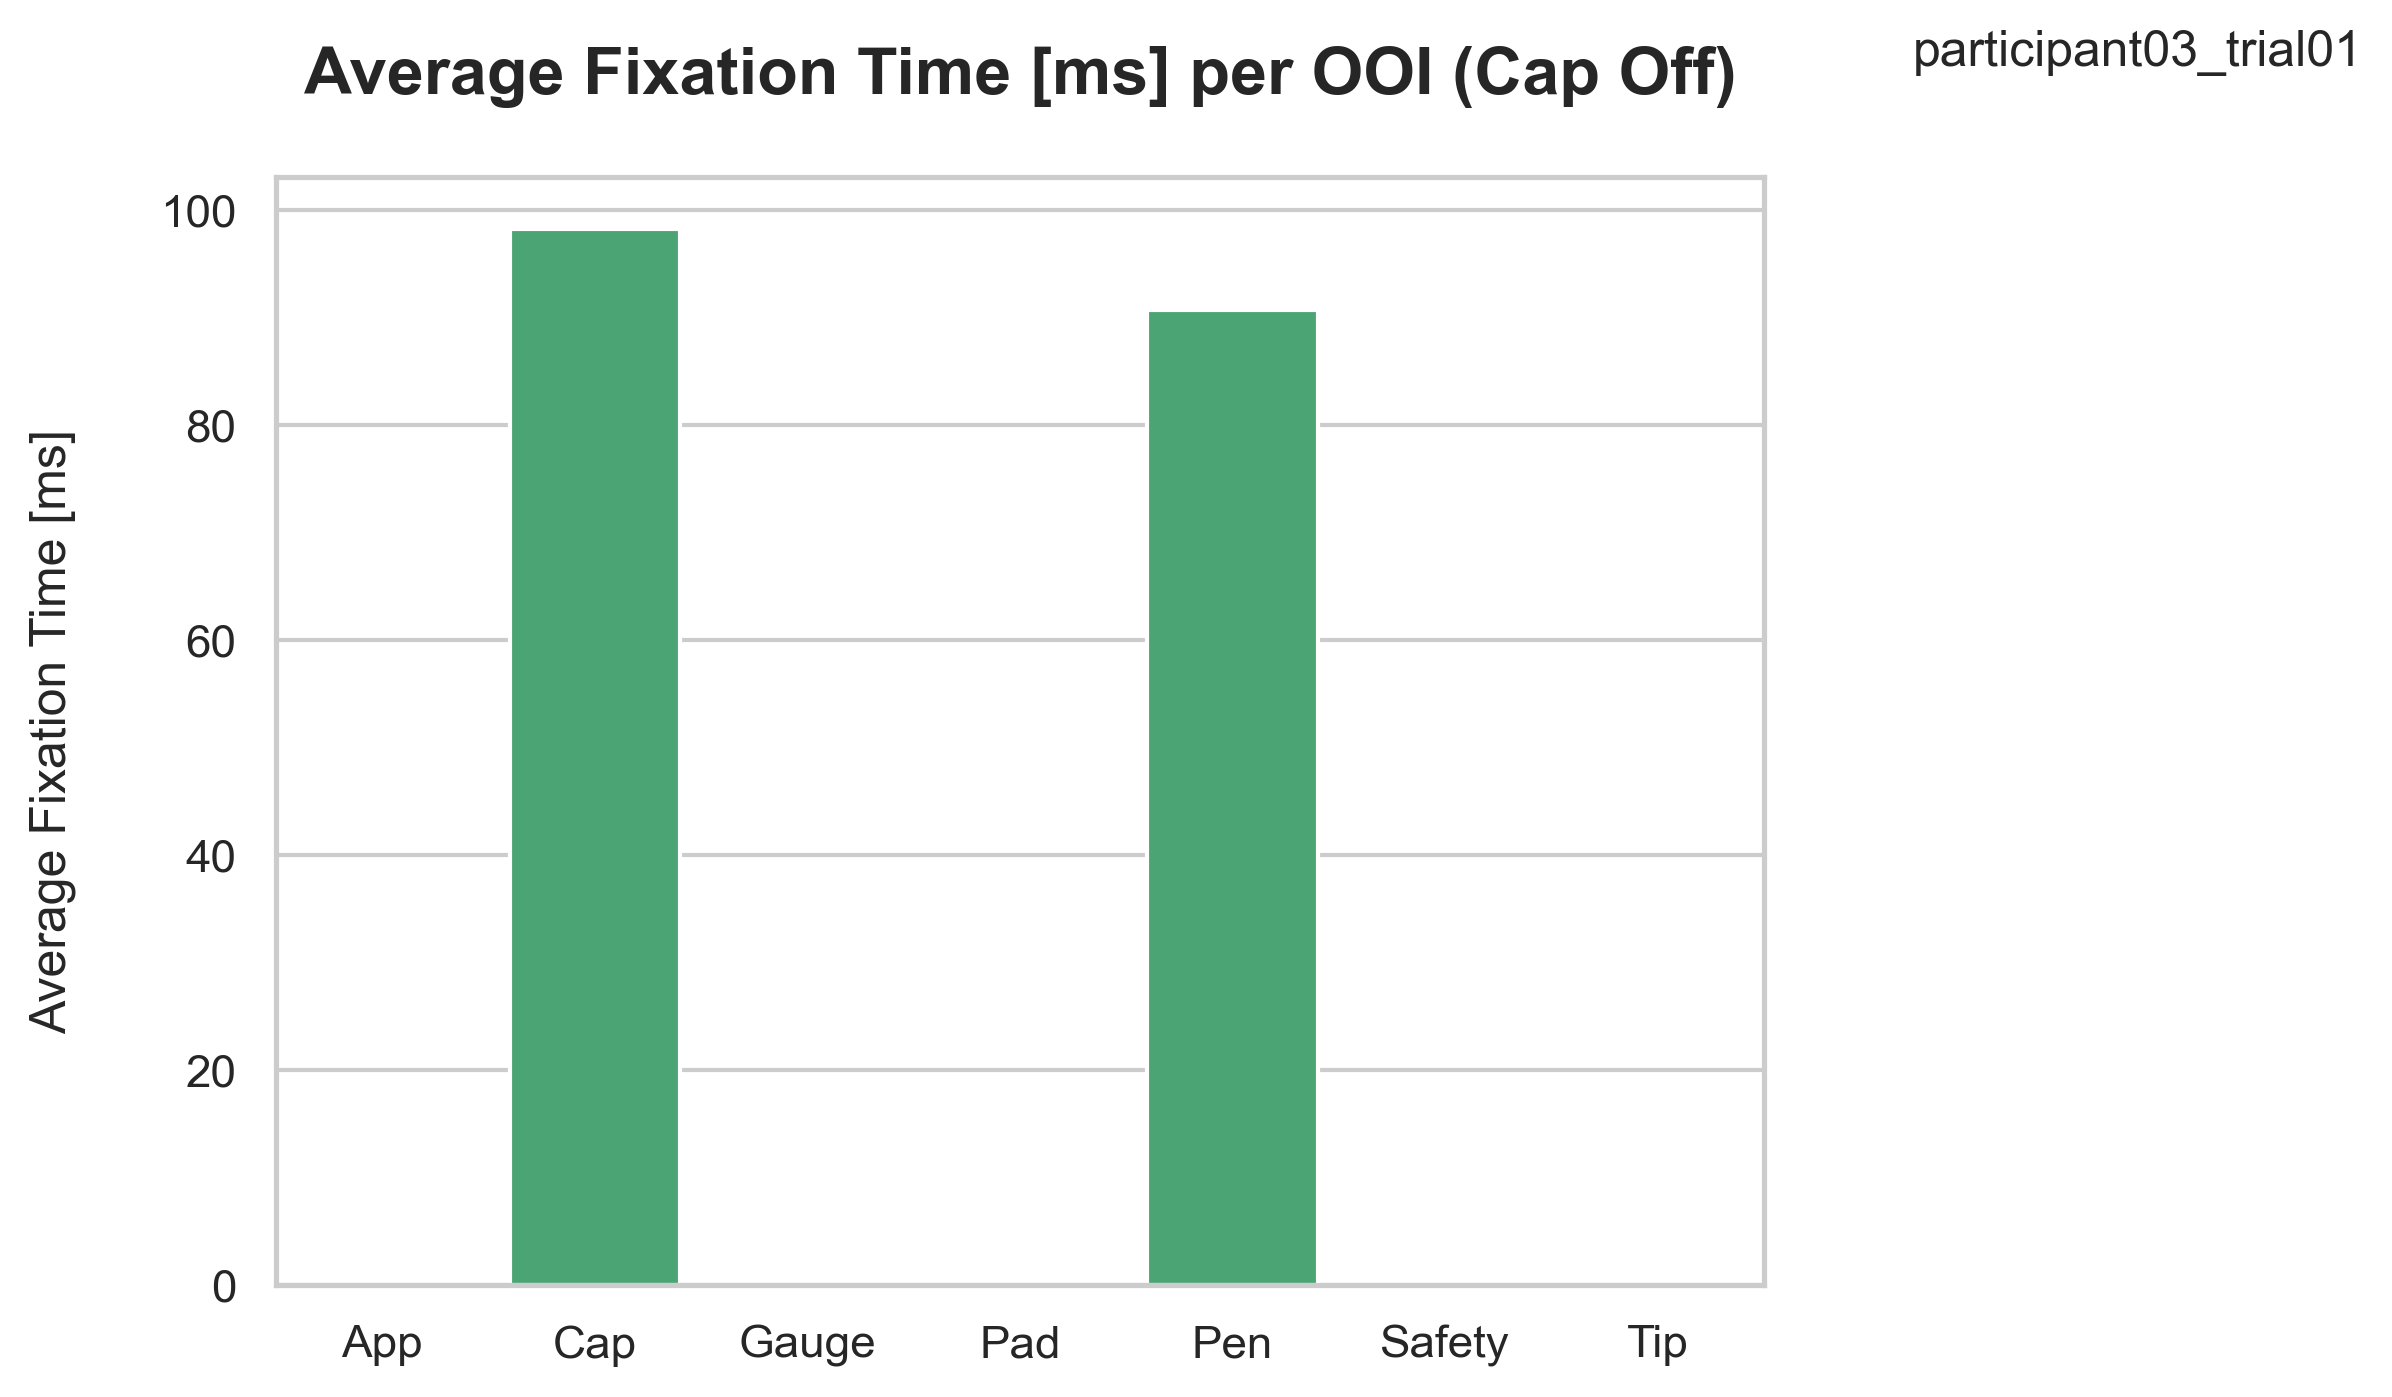 participant03_trial01
Average Fixation Time [ms] per OOI (Cap Off)
Average Fixation Time [ms]
100
80
60
40
20
0
App Cap Gauge Pad Pen Safety Tip